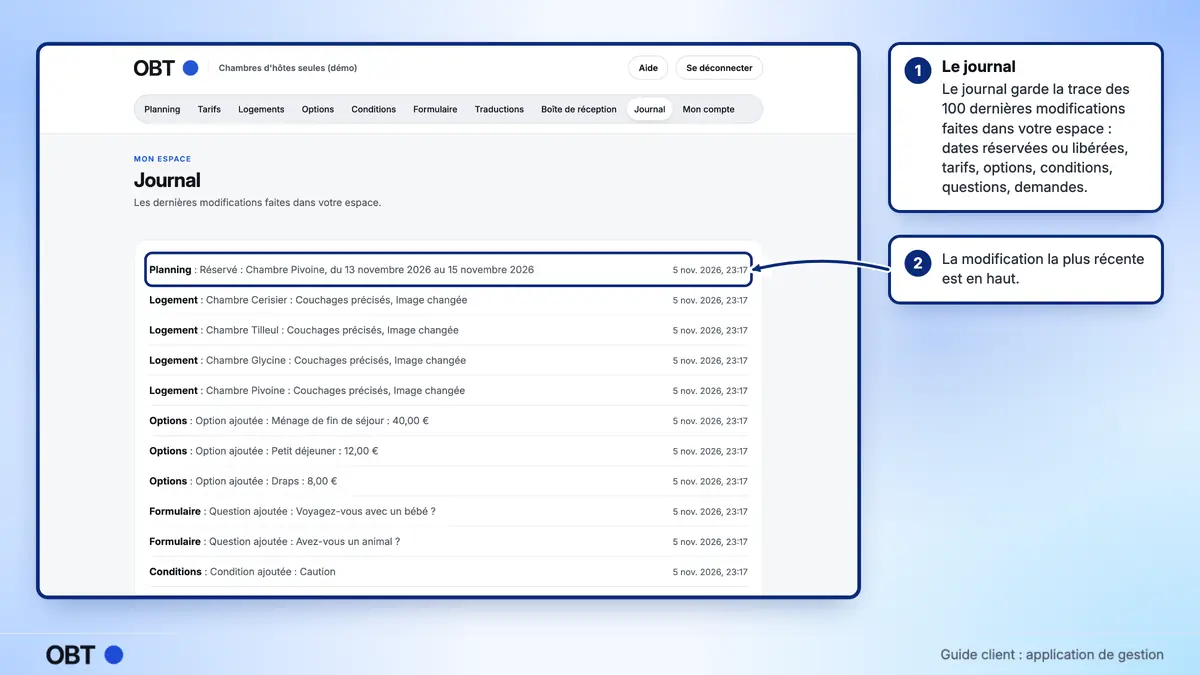 OBT
Chambres d'hôtes seules (démo)
Aide
Se déconnecter
Planning
Tarifs
Logements
Options
Conditions
Formulaire
Traductions
Boîte de réception
Journal
Mon compte
MON ESPACE
Journal
Les dernières modifications faites dans votre espace.
Planning : Réservé : Chambre Pivoine, du 13 novembre 2026 au 15 novembre 2026 5 nov. 2026, 23:17
Logement : Chambre Cerisier : Couchages précisés, Image changée 5 nov. 2026, 23:17
Logement : Chambre Tilleul : Couchages précisés, Image changée 5 nov. 2026, 23:17
Logement : Chambre Glycine : Couchages précisés, Image changée 5 nov. 2026, 23:17
Logement : Chambre Pivoine : Couchages précisés, Image changée 5 nov. 2026, 23:17
Options : Option ajoutée : Ménage de fin de séjour : 40,00 € 5 nov. 2026, 23:17
Options : Option ajoutée : Petit déjeuner : 12,00 € 5 nov. 2026, 23:17
Options : Option ajoutée : Draps : 8,00 € 5 nov. 2026, 23:17
Formulaire : Question ajoutée : Voyagez-vous avec un bébé ? 5 nov. 2026, 23:17
Formulaire : Question ajoutée : Avez-vous un animal ? 5 nov. 2026, 23:17
Conditions : Condition ajoutée : Caution 5 nov. 2026, 23:17
1 Le journal
Le journal garde la trace des
100 dernières modifications
faites dans votre espace :
dates réservées ou libérées,
tarifs, options, conditions,
questions, demandes.
2 La modification la plus récente
est en haut.
OBT
Guide client : application de gestion